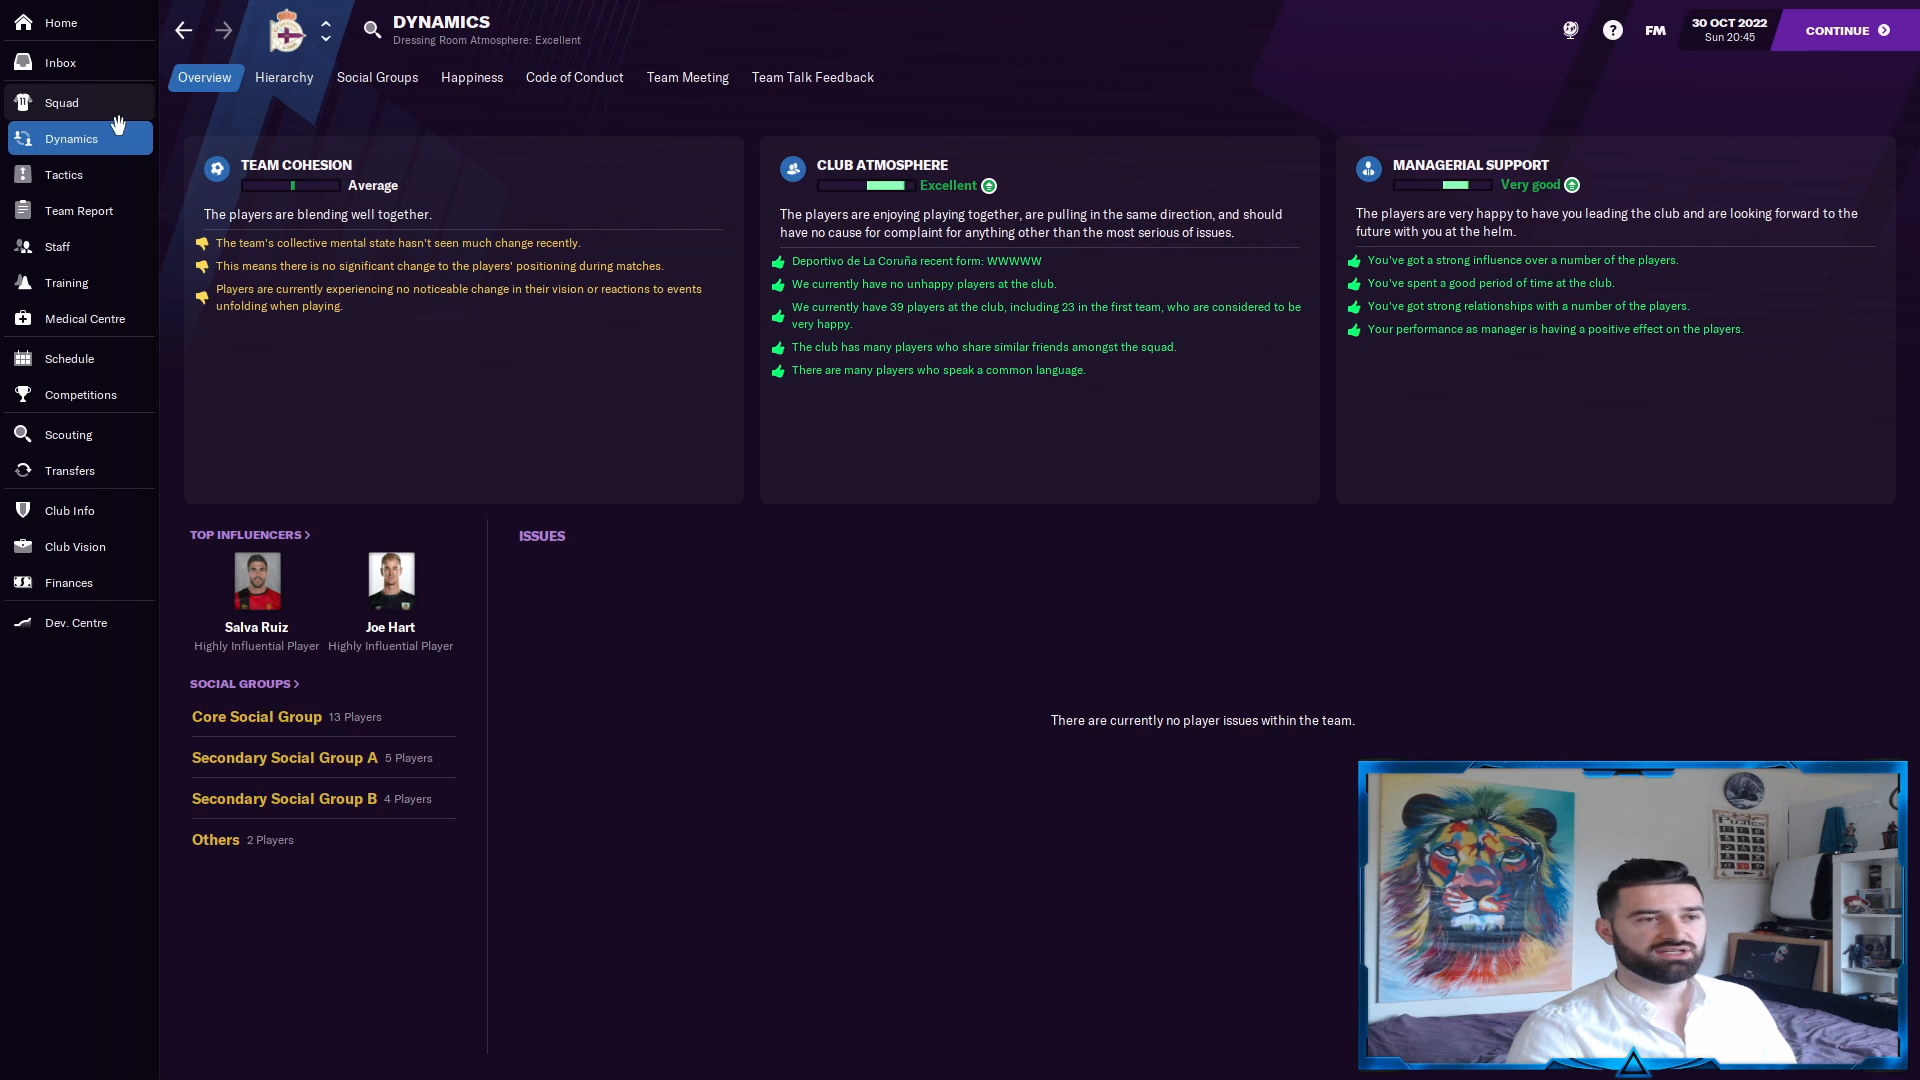 Home
Inbox
Squad
Dynamics
Tactics
Team Report
Staff
Training
Medical Centre
Schedule
Competitions
Scouting
Transfers
Club Info
Club Vision
Finances
Dev. Centre
DYNAMICS
Dressing Room Atmosphere: Excellent
?
FM
30 OCT 2022
Sun 20:45
CONTINUE
Overview
Hierarchy
Social Groups
Happiness
Code of Conduct
Team Meeting
Team Talk Feedback
TEAM COHESION
Average
The players are blending well together.
The team's collective mental state hasn't seen much change recently.
This means there is no significant change to the players' positioning during matches.
Players are currently experiencing no noticeable change in their vision or reactions to events
unfolding when playing.
CLUB ATMOSPHERE
Excellent
The players are enjoying playing together, are pulling in the same direction, and should
have no cause for complaint for anything other than the most serious of issues.
Deportivo de La Coruña recent form: WWWWW
We currently have no unhappy players at the club.
We currently have 39 players at the club, including 23 in the first team, who are considered to be
very happy.
The club has many players who share similar friends amongst the squad.
There are many players who speak a common language.
MANAGERIAL SUPPORT
Very good
The players are very happy to have you leading the club and are looking forward to the
future with you at the helm.
You've got a strong influence over a number of the players.
You've spent a good period of time at the club.
You've got strong relationships with a number of the players.
Your performance as manager is having a positive effect on the players.
TOP INFLUENCERS >
Salva Ruiz
Highly Influential Player
Joe Hart
Highly Influential Player
SOCIAL GROUPS >
Core Social Group 13 Players
Secondary Social Group A 5 Players
Secondary Social Group B 4 Players
Others 2 Players
ISSUES
There are currently no player issues within the team.